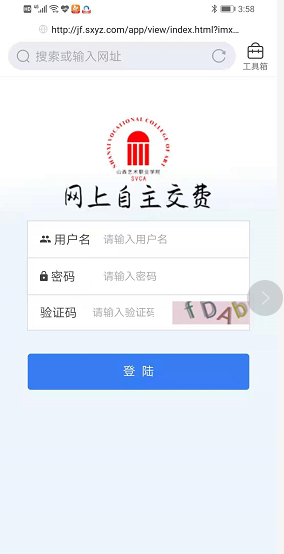 3:58
http://jf.sxyz.com/app/view/index.html?imx...
搜索或输入网址
工具箱
SHANXI VOCATIONAL COLLEGE OF ART
山西艺术职业学院
SVCA
网上自主交费
用户名 请输入用户名
密码 请输入密码
验证码 请输入验证码 fDAb
登 陆